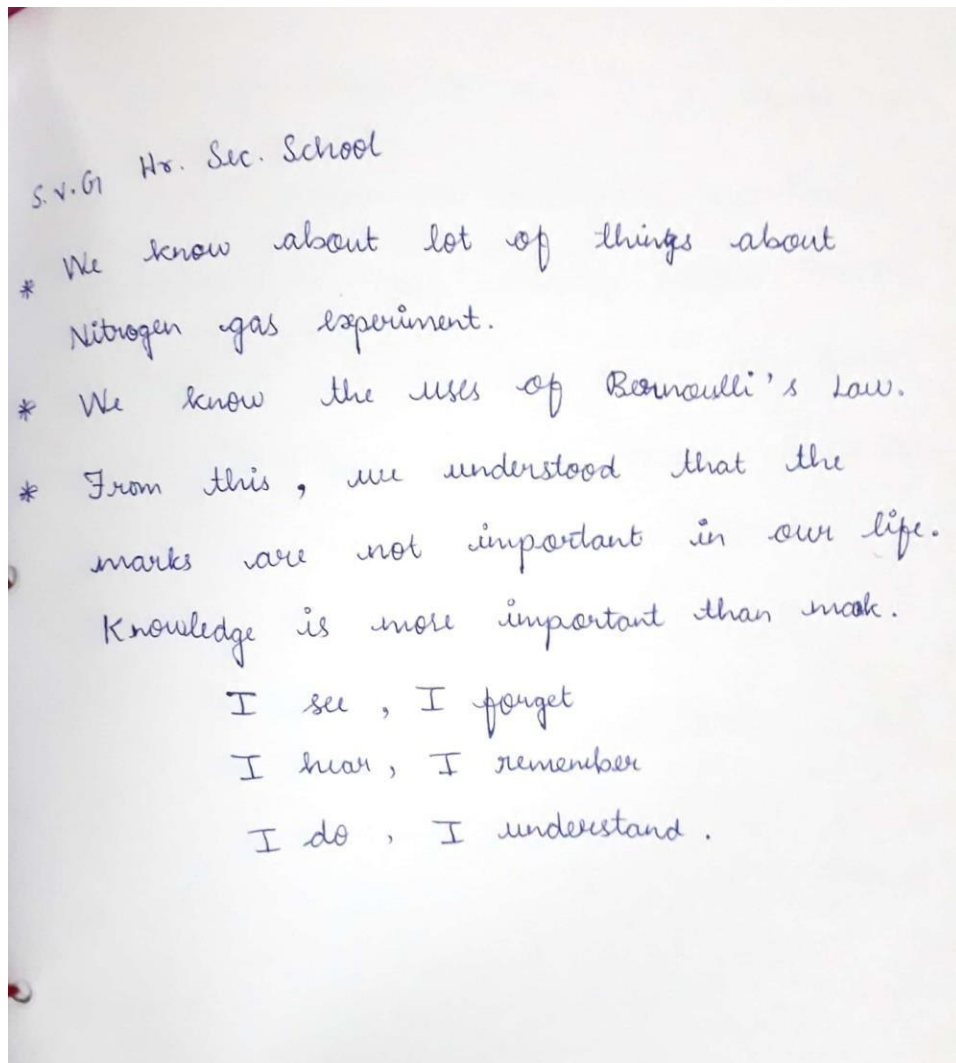 S.V.G Hr. Sec. School
* We know about lot of things about
Nitrogen gas experiment.
* We know the uses of Bernoulli's Law.
* From this, we understood that the
marks are not important in our life.
Knowledge is more important than mark.
I see, I forget
I hear, I remember
I do, I understand.